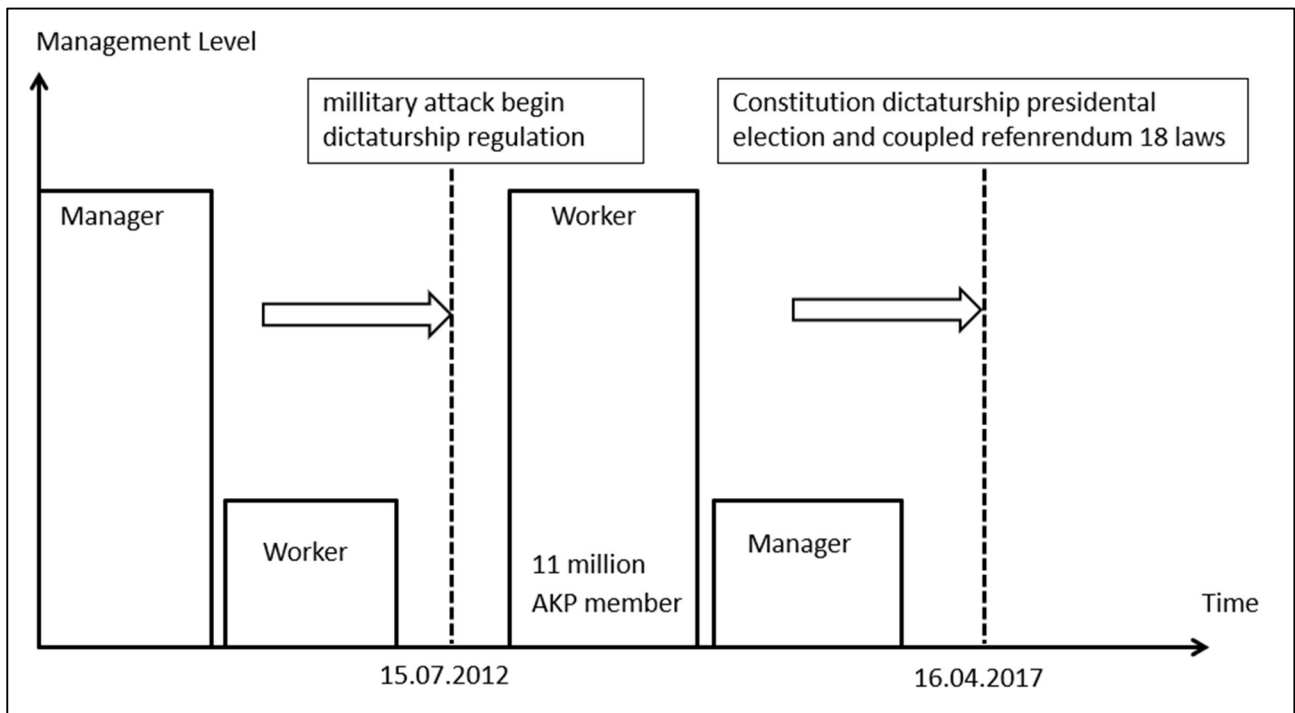 Management Level
millitary attack begin
dictaturship regulation
Constitution dictaturship presidental
election and coupled refenrendum 18 laws
Manager
Worker
Worker
11 million
AKP member
Manager
Time
15.07.2012
16.04.2017